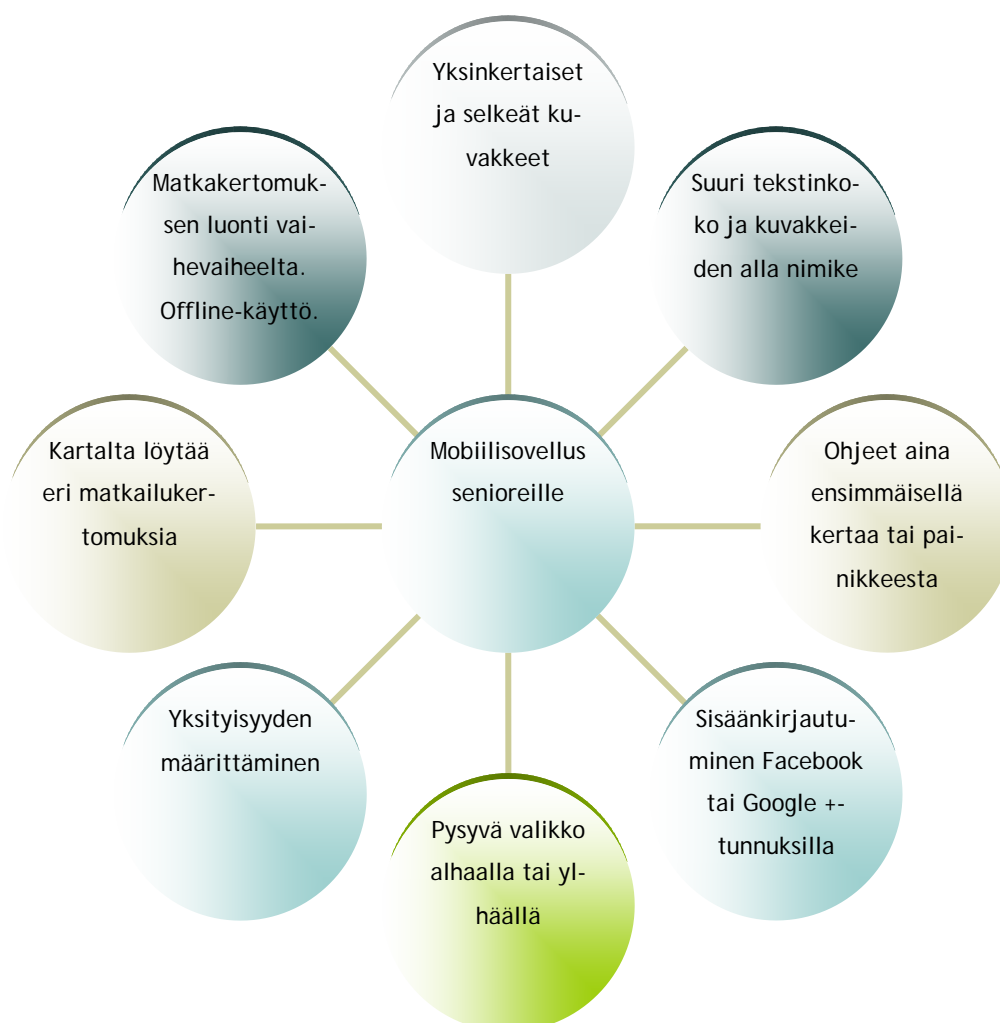 Yksinkertaiset
ja selkeät ku-
vakkeet
Suuri tekstinko-
ko ja kuvakkei-
den alla nimike
Ohjeet aina
ensimmäisellä
kertaa tai pai-
nikkeesta
Sisäänkirjautu-
minen Facebook
tai Google +-
tunnuksilla
Pysyvä valikko
alhaalla tai yl-
häällä
Yksityisyyden
määrittäminen
Kartalta löytää
eri matkailuker-
tomuksia
Matkakertomuk-
sen luonti vai-
hevaiheelta.
Offline-käyttö.
Mobiilisovellus
senioreille